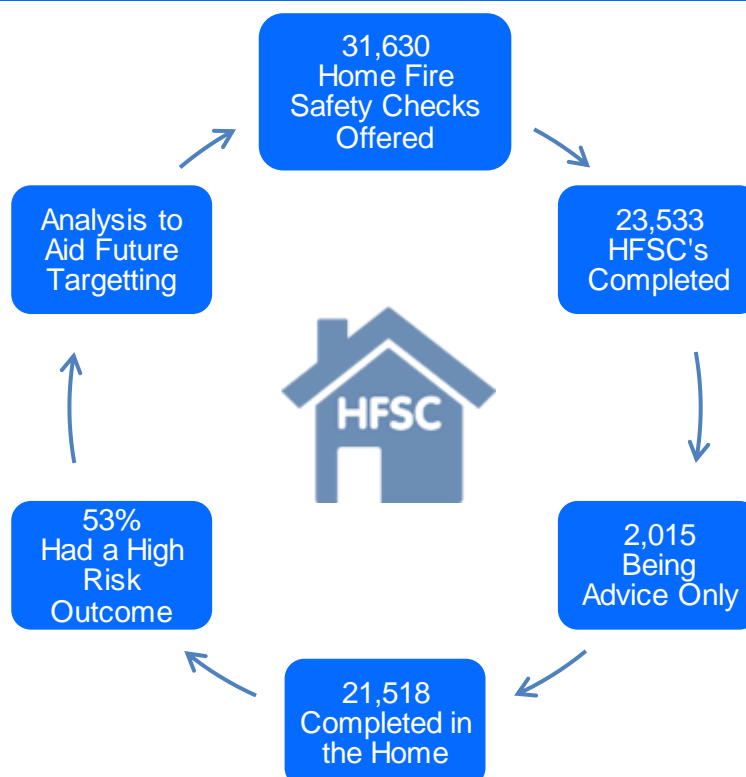 31,630
Home Fire
Safety Checks
Offered
23,533
HFSC's
Completed
2,015
Being
Advice Only
21,518
Completed in
the Home
53%
Had a High
Risk
Outcome
Analysis to
Aid Future
Targetting
HFSC